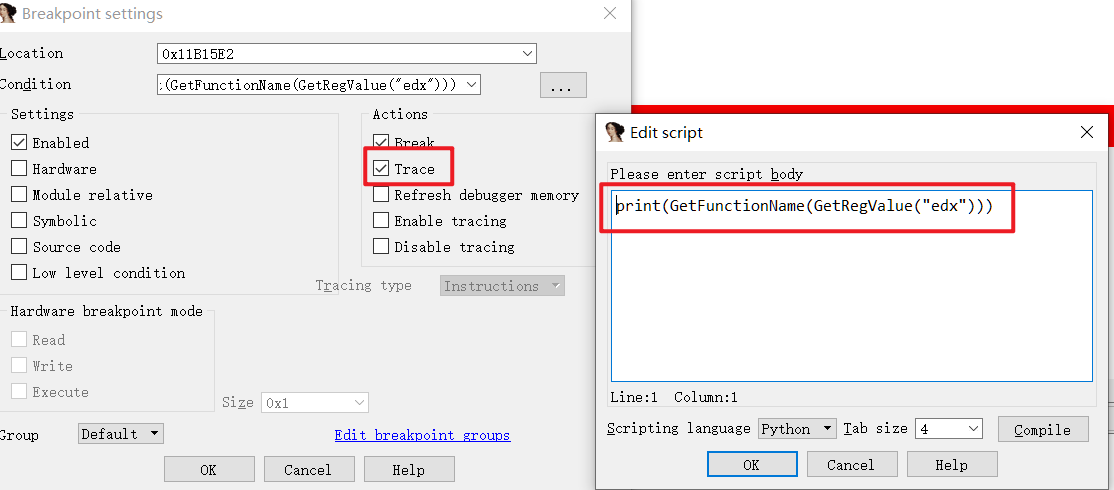 Breakpoint settings
Location 0x11B15E2
Condition :(GetFunctionName(GetRegValue("edx"))) ...
Settings
Enabled
Hardware
Module relative
Symbolic
Source code
Low level condition
Actions
Break
Trace
Refresh debugger memory
Enable tracing
Disable tracing
Tracing type Instructions
Hardware breakpoint mode
Read
Write
Execute
Size 0x1
Group Default
Edit breakpoint groups
OK Cancel Help
Edit script
Please enter script body
print(GetFunctionName(GetRegValue("edx")))
Line:1 Column:1
Scripting language Python Tab size 4 Compile
OK Cancel Help